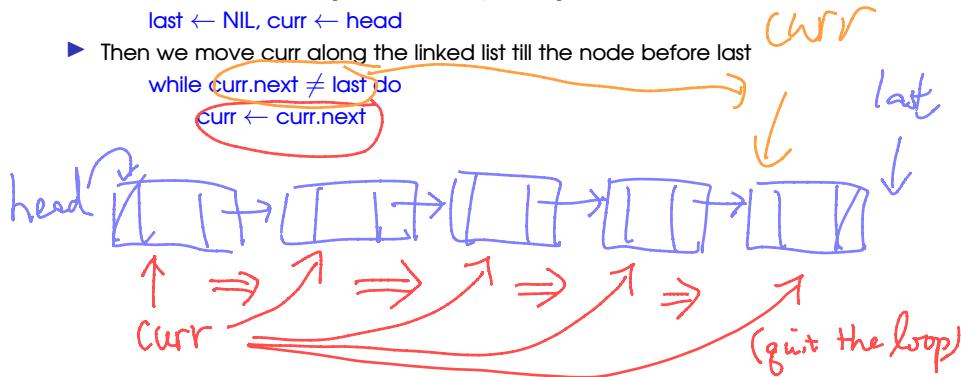 last ← NIL, curr ← head
▶ Then we move curr along the linked list till the node before last
while curr.next ≠ last do
curr ← curr.next
curr
last
head
curr
(quit the loop)